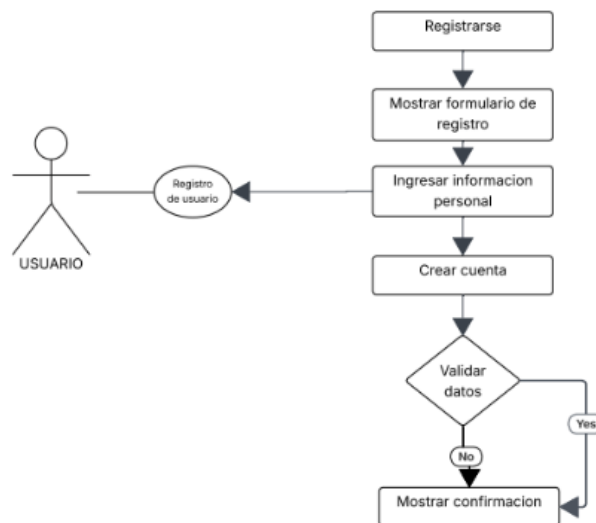 Registrarse
Mostrar formulario de
registro
Ingresar informacion
personal
Registro
de usuario
USUARIO
Crear cuenta
Validar
datos
Yes
No
Mostrar confirmacion